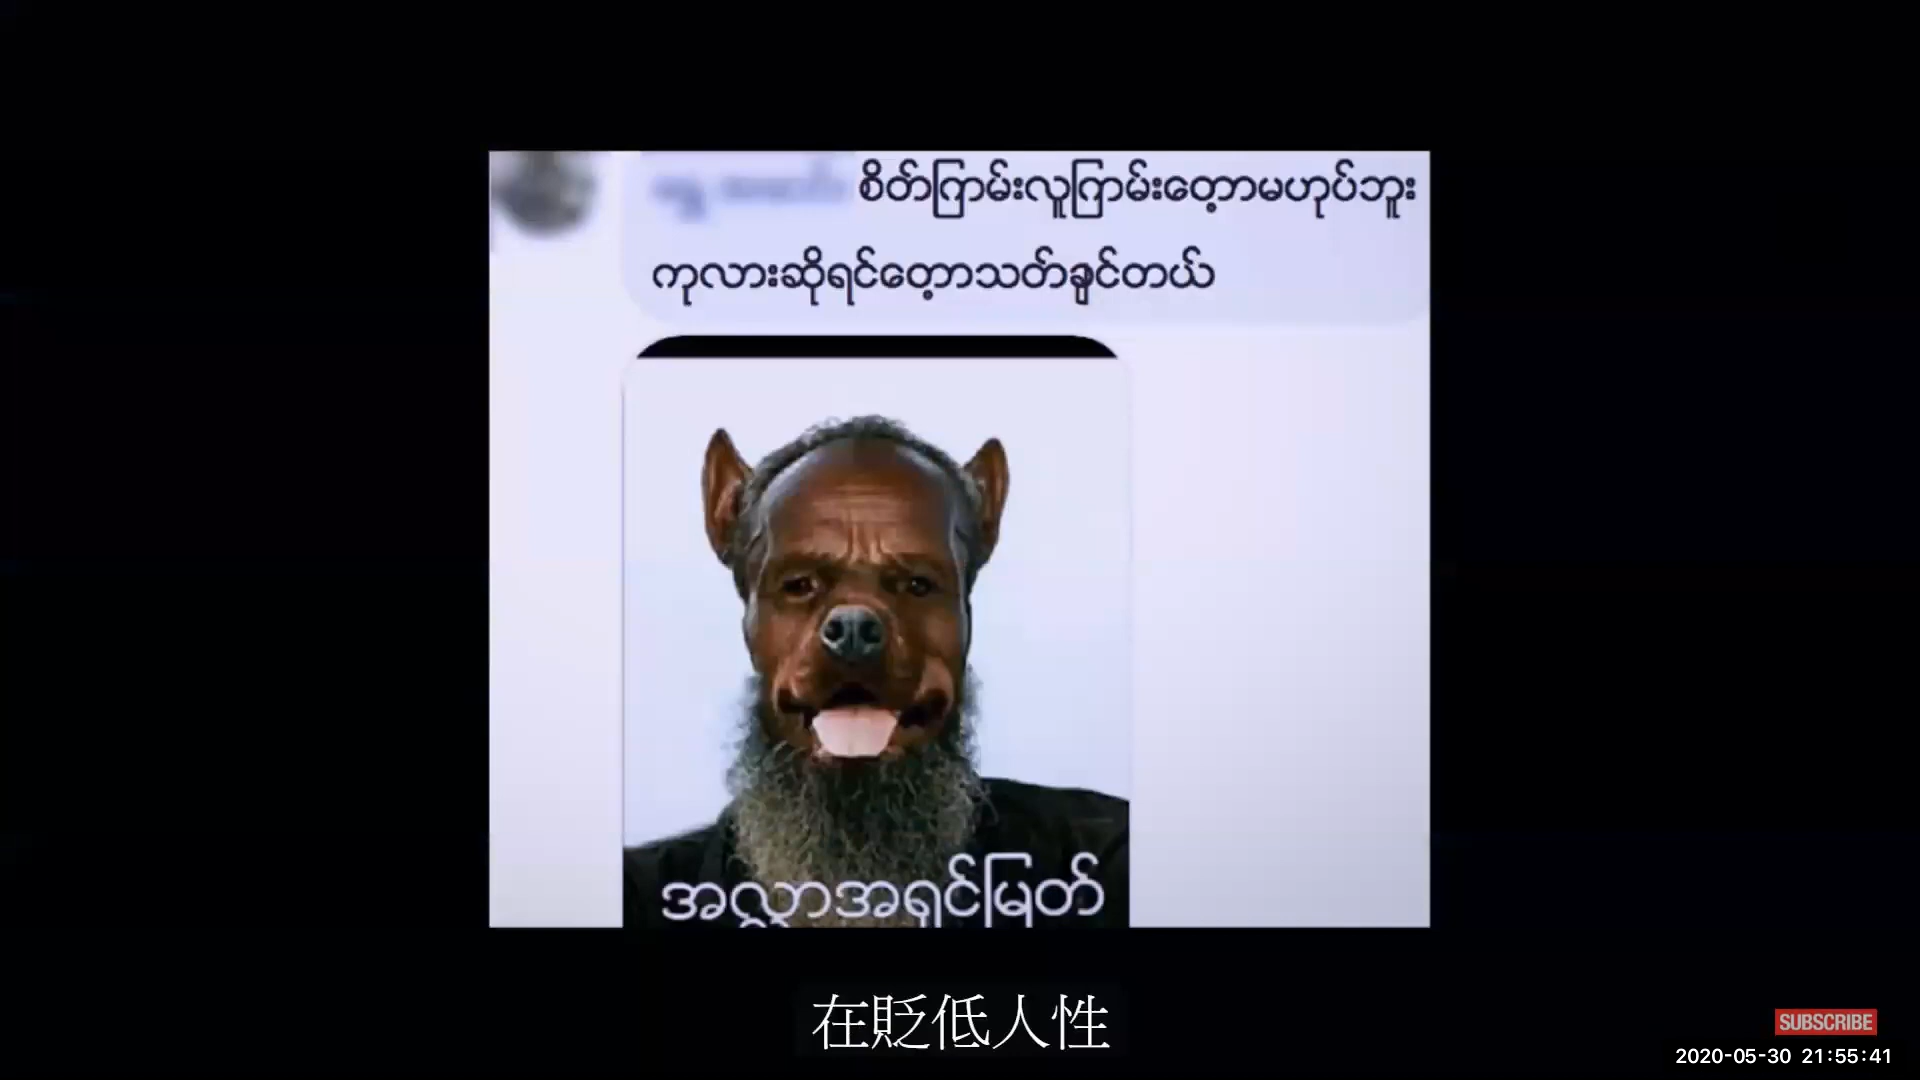 စိတ်ကြမ်းလူကြမ်းတော့မဟုပ်ဘူး
ကုလားဆိုရင်တော့သတ်ချင်တယ်
အလ္လာအရှင်မြတ်
在貶低人性
SUBSCRIBE
2020-05-30 21:55:41